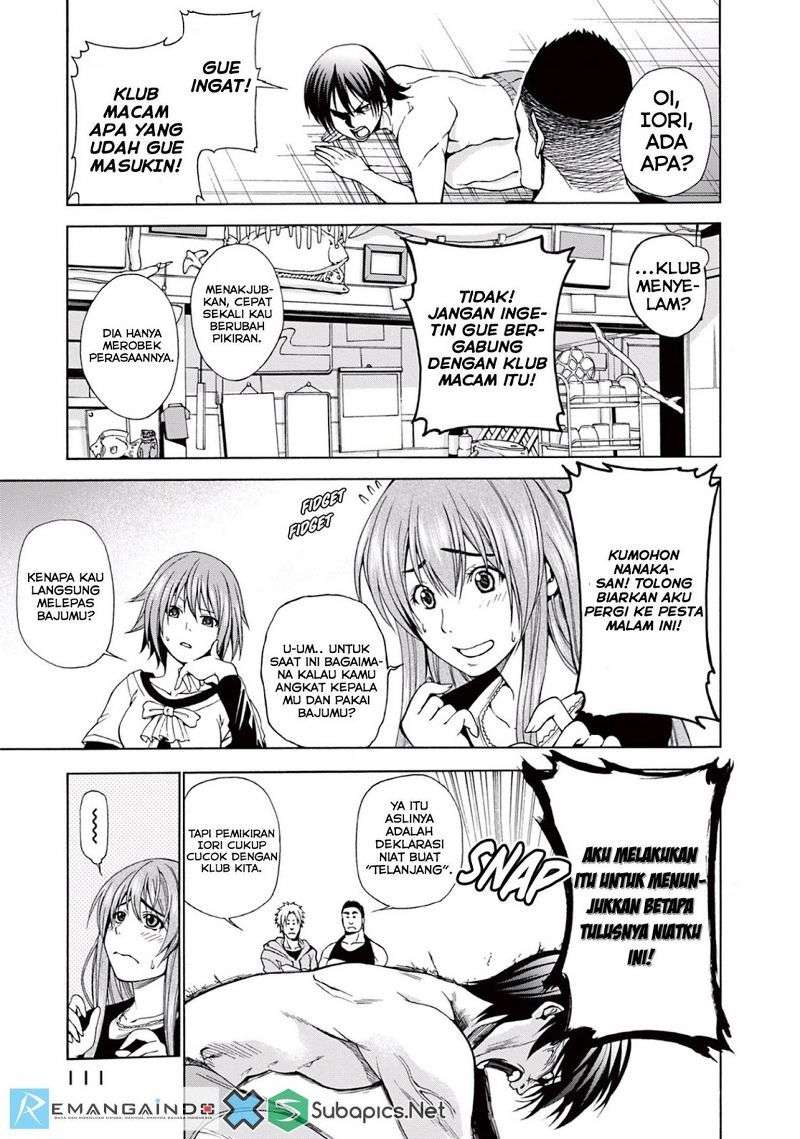 OI,
IORI,
ADA
APA?
GUE
INGAT!
KLUB
MACAM
APA YANG
UDAH GUE
MASUKIN!
...KLUB
MENYE-
LAM?
TIDAK!
JANGAN INGE-
TIN GUE BER-
GABUNG
DENGAN KLUB
MACAM ITU!
MENAKJUB-
KAN, CEPAT
SEKALI KAU
BERUBAH
PIKIRAN.
DIA HANYA
MEROBEK
PERASAANNYA.
KUMOHON
NANAKA-
SAN! TOLONG
BIARKAN AKU
PERGI KE PESTA
MALAM INI!
FIDGET
FIDGET
U-UM.. UNTUK
SAAT INI BAGAIMA-
NA KALAU KAMU
ANGKAT KEPALA
MU DAN PAKAI
BAJUMU?
KENAPA KAU
LANGSUNG
MELEPAS
BAJUMU?
AKU MELAKUKAN
ITU UNTUK MENUN-
JUKKAN BETAPA
TULUSNYA NIATKU
INI!
SNAP
YA ITU
ASLINYA
ADALAH
DEKLARASI
NIAT BUAT
"TELANJANG".
TAPI PEMIKIRAN
IORI CUKUP
CUCOK DENGAN
KLUB KITA.
111
REMANGAINDO
Subapics.Net